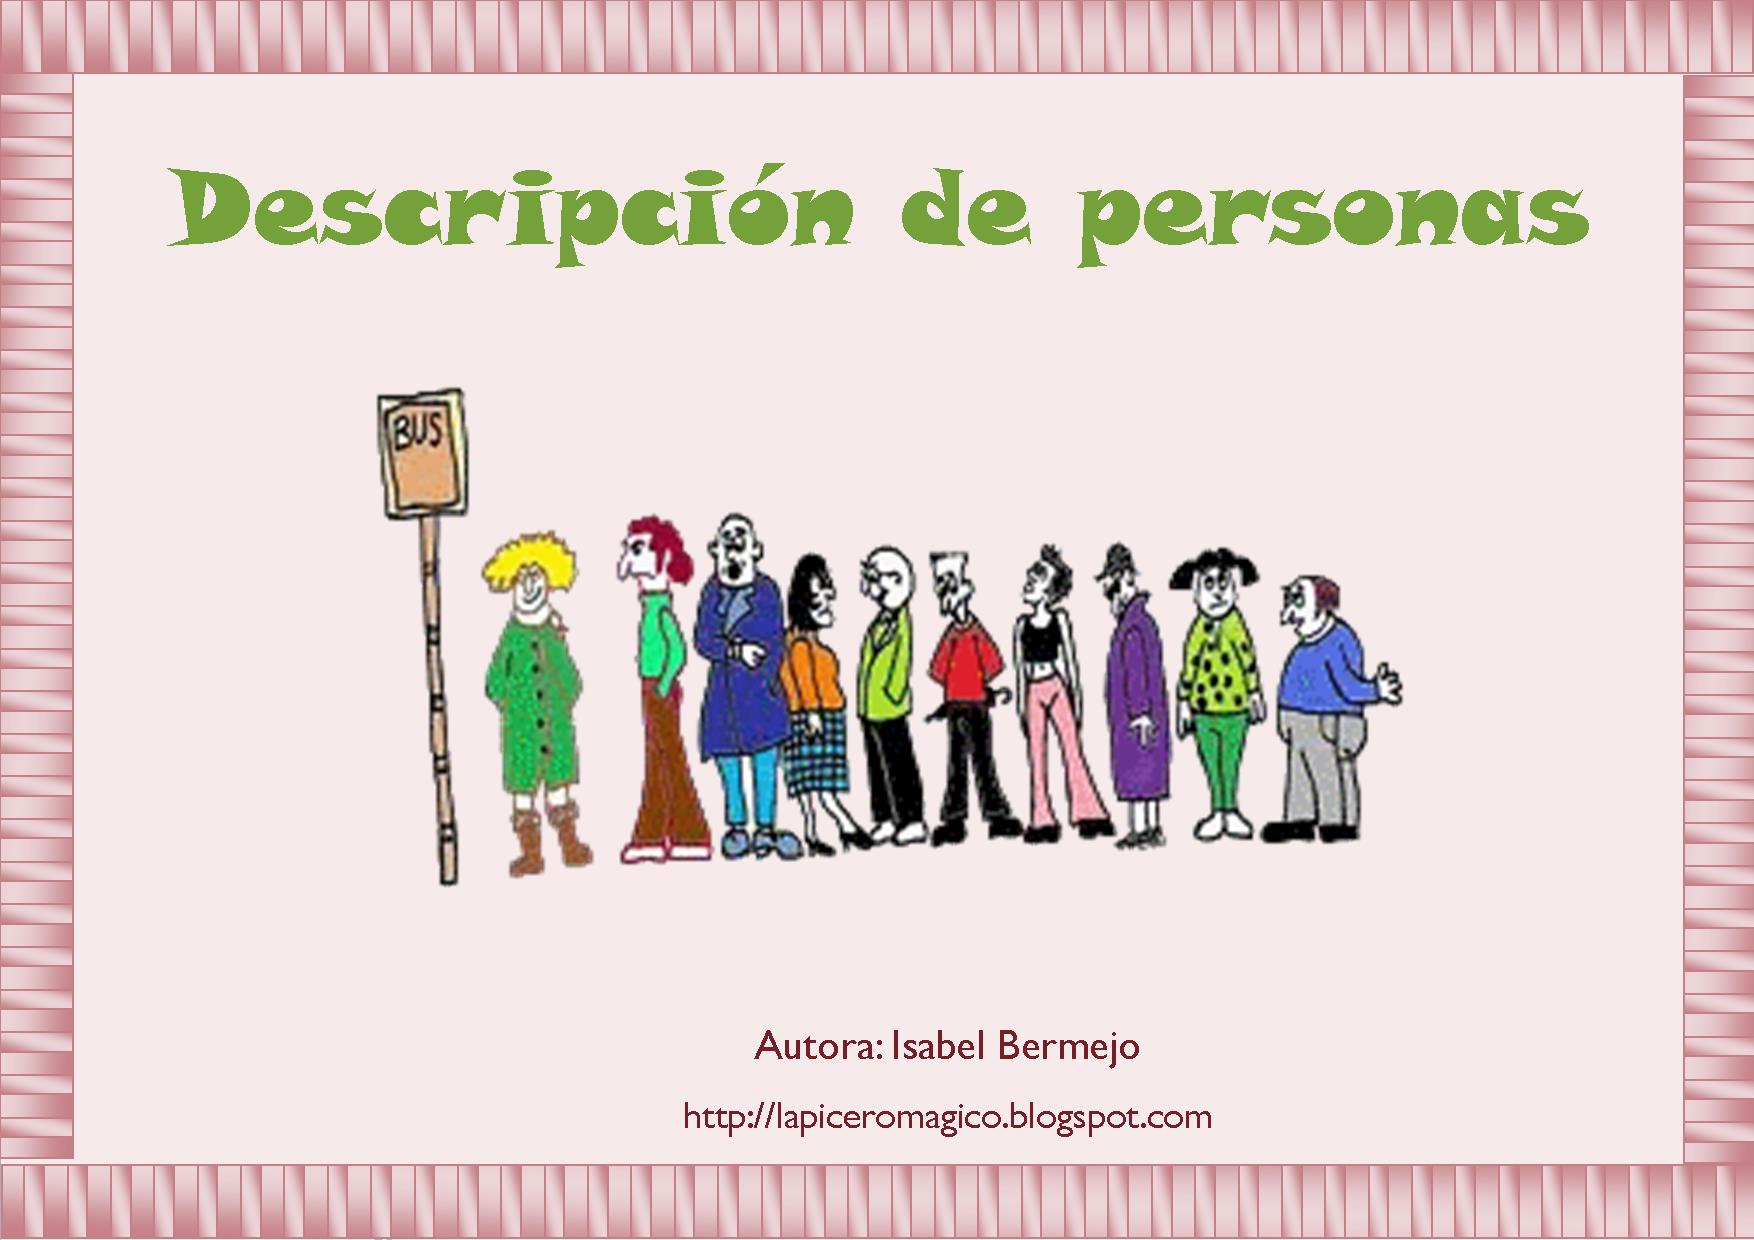 Descripción de personas
BUS
Autora: Isabel Bermejo
http://lapiceromagico.blogspot.com